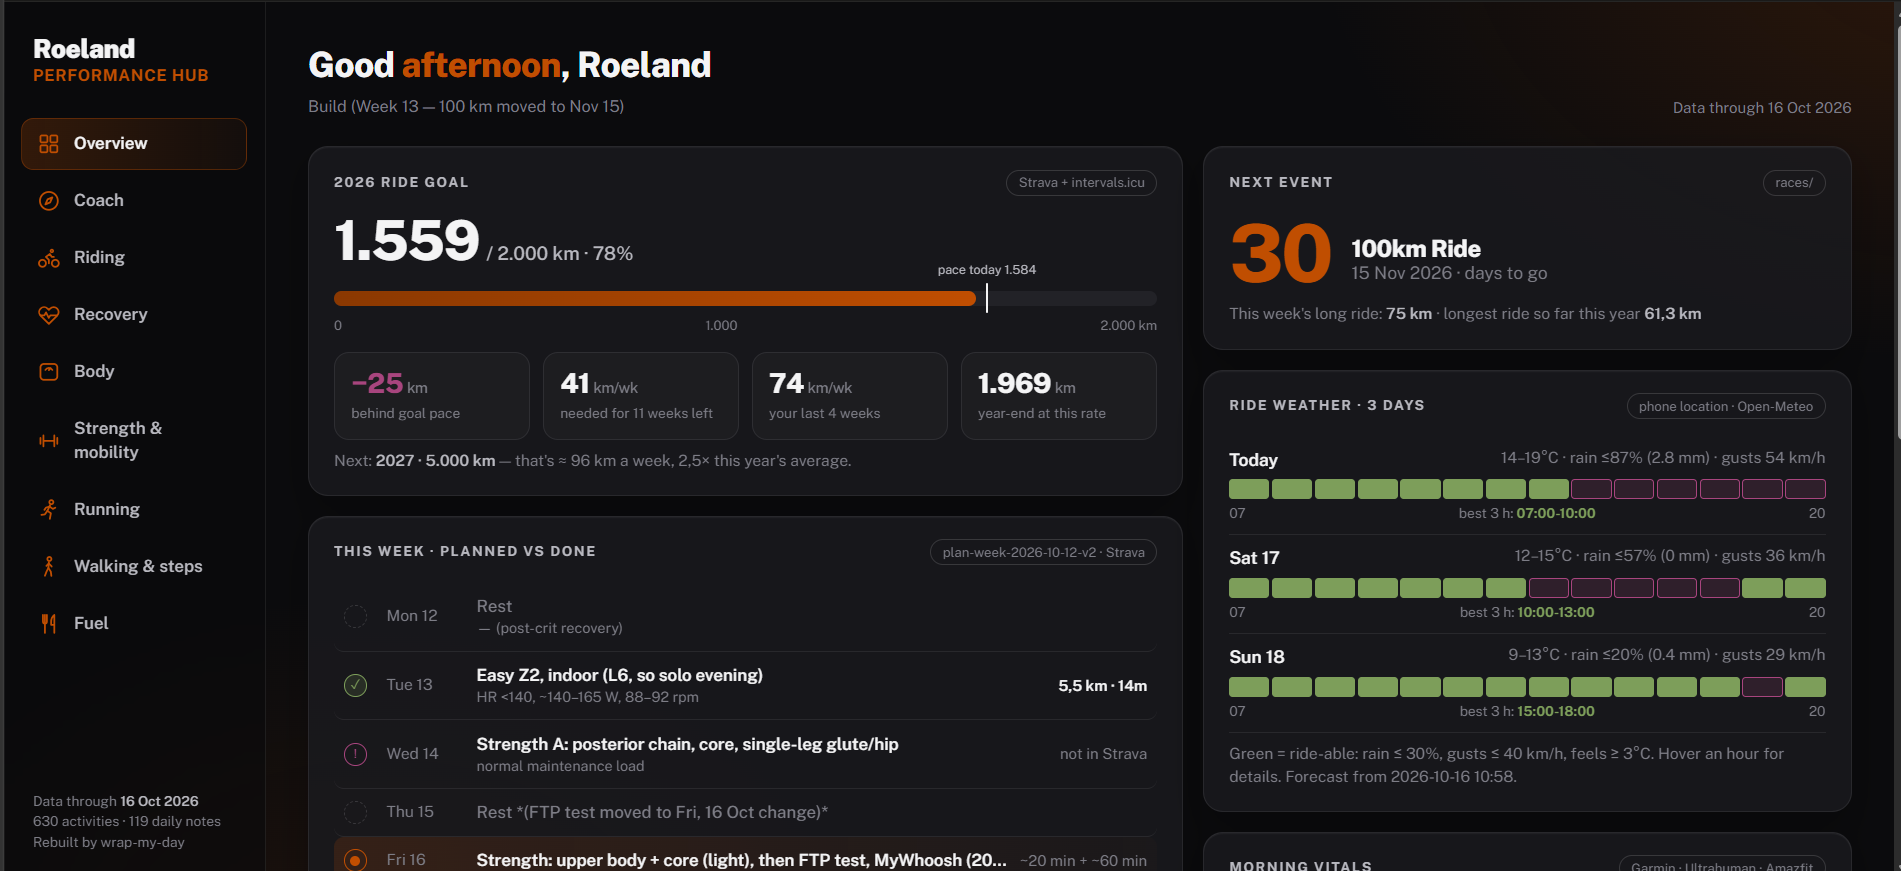 Roeland
PERFORMANCE HUB
Overview
Coach
Riding
Recovery
Body
Strength &
mobility
Running
Walking & steps
Fuel
Data through 16 Oct 2026
630 activities · 119 daily notes
Rebuilt by wrap-my-day
Good afternoon, Roeland
Build (Week 13 — 100 km moved to Nov 15)
Data through 16 Oct 2026
2026 RIDE GOAL
Strava + intervals.icu
1.559 / 2.000 km · 78%
pace today 1.584
0 1.000 2.000 km
−25 km
behind goal pace
41 km/wk
needed for 11 weeks left
74 km/wk
your last 4 weeks
1.969 km
year-end at this rate
Next: 2027 · 5.000 km — that's ≈ 96 km a week, 2,5× this year's average.
THIS WEEK · PLANNED VS DONE
plan-week-2026-10-12-v2 · Strava
Mon 12
Rest
— (post-crit recovery)
Tue 13
Easy Z2, indoor (L6, so solo evening)
HR <140, ~140–165 W, 88–92 rpm
5,5 km · 14m
Wed 14
Strength A: posterior chain, core, single-leg glute/hip
normal maintenance load
not in Strava
Thu 15
Rest *(FTP test moved to Fri, 16 Oct change)*
Fri 16
Strength: upper body + core (light), then FTP test, MyWhoosh (20...
~20 min + ~60 min
NEXT EVENT
races/
30
100km Ride
15 Nov 2026 · days to go
This week's long ride: 75 km · longest ride so far this year 61,3 km
RIDE WEATHER · 3 DAYS
phone location · Open-Meteo
Today
14–19°C · rain ≤87% (2.8 mm) · gusts 54 km/h
07 best 3 h: 07:00-10:00 20
Sat 17
12–15°C · rain ≤57% (0 mm) · gusts 36 km/h
07 best 3 h: 10:00-13:00 20
Sun 18
9–13°C · rain ≤20% (0.4 mm) · gusts 29 km/h
07 best 3 h: 15:00-18:00 20
Green = ride-able: rain ≤ 30%, gusts ≤ 40 km/h, feels ≥ 3°C. Hover an hour for
details. Forecast from 2026-10-16 10:58.
MORNING VITALS
Garmin · Ultrahuman · Amazfit